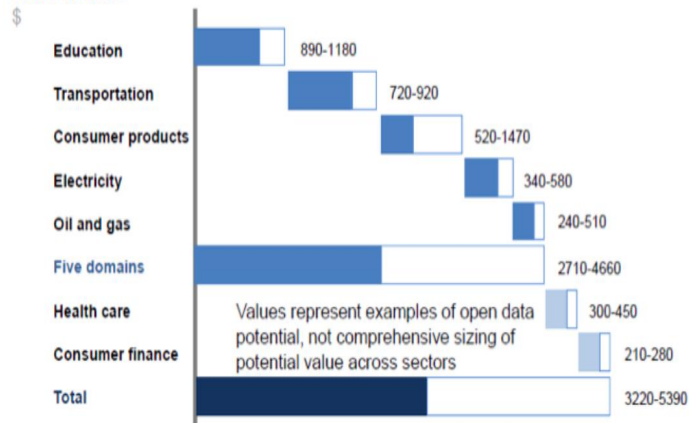 $
Education 890-1180
Transportation 720-920
Consumer products 520-1470
Electricity 340-580
Oil and gas 240-510
Five domains 2710-4660
Health care 300-450
Values represent examples of open data
potential, not comprehensive sizing of
potential value across sectors
Consumer finance 210-280
Total 3220-5390